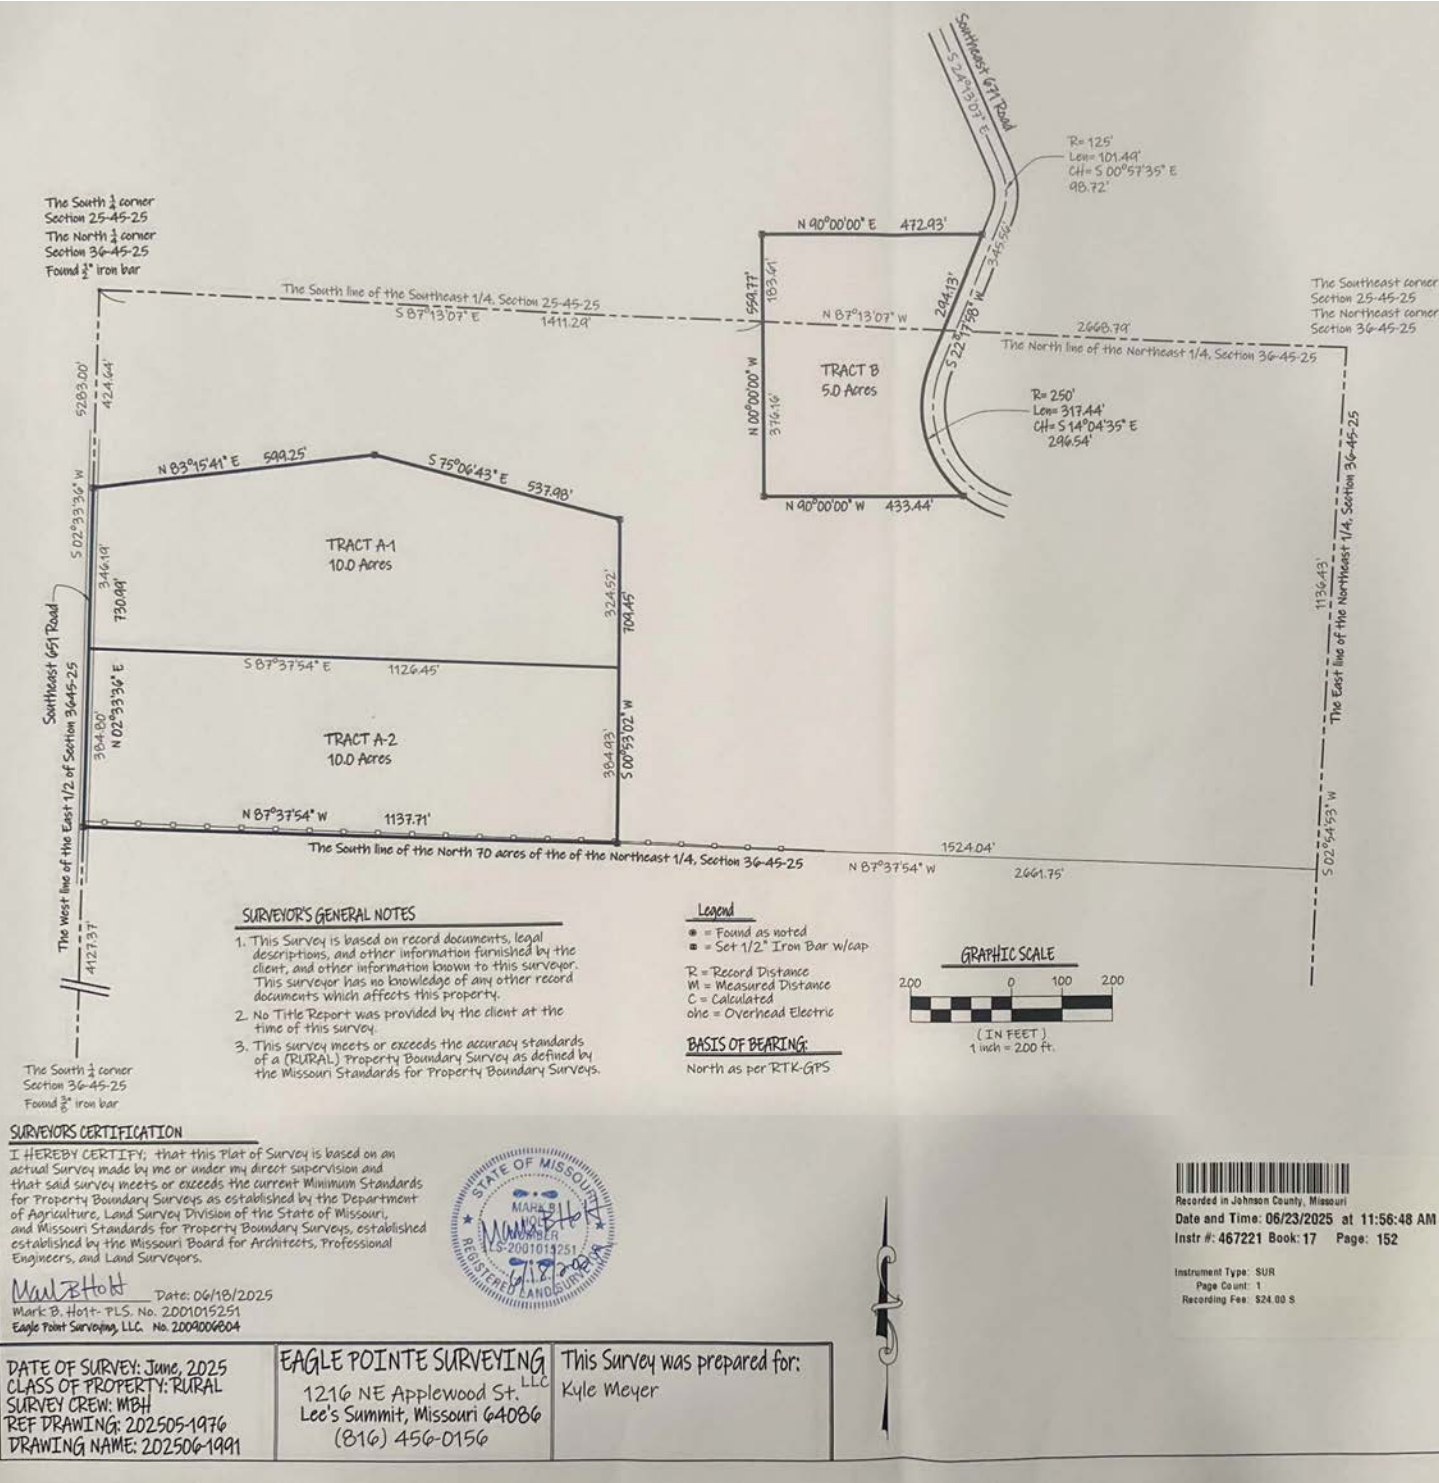 Southeast 671 Road
S 24°13'07" E
R= 125'
Len= 101.49'
CH= S 00°57'35" E
98.72'
The South 1/4 corner
Section 25-45-25
The North 1/4 corner
Section 36-45-25
Found 1/2" iron bar
N 90°00'00" E 472.93'
345.56'
The South line of the Southeast 1/4, Section 25-45-25
S 87°13'07" E 1411.29'
559.77'
183.61'
294.13'
S 22°17'58" W
N 87°13'07" W
2668.79'
The North line of the Northeast 1/4, Section 36-45-25
The Southeast corner
Section 25-45-25
The Northeast corner
Section 36-45-25
5283.00'
424.64'
TRACT B
5.0 Acres
N 00°00'00" W
376.16'
R= 250'
Len= 317.44'
CH= S 14°04'35" E
296.54'
N 90°00'00" W 433.44'
N 83°15'41" E 599.25'
S 75°06'43" E
537.98'
S 02°33'36" W
TRACT A-1
10.0 Acres
346.19'
730.99'
324.52'
709.45'
Southeast 651 Road
S 87°37'54" E 1126.45'
1136.43'
The East line of the Northeast 1/4, Section 36-45-25
The West line of the East 1/2 of Section 36-45-25
384.80'
N 02°33'36" E
TRACT A-2
10.0 Acres
384.93'
S 00°53'02" W
N 87°37'54" W 1137.71'
The South line of the North 70 acres of the of the Northeast 1/4, Section 36-45-25
1524.04'
N 87°37'54" W 2661.75'
S 02°54'53" W
4127.37'
The South 1/4 corner
Section 36-45-25
Found 5/8" iron bar
SURVEYOR'S GENERAL NOTES
1. This Survey is based on record documents, legal
descriptions, and other information furnished by the
client, and other information known to this surveyor.
This surveyor has no knowledge of any other record
documents which affects this property.
2. No Title Report was provided by the client at the
time of this survey.
3. This survey meets or exceeds the accuracy standards
of a (RURAL) Property Boundary Survey as defined by
the Missouri Standards for Property Boundary Surveys.
Legend
= Found as noted
= Set 1/2" Iron Bar w/cap
R = Record Distance
M = Measured Distance
C = Calculated
ohe = Overhead Electric
BASIS OF BEARING:
North as per RTK-GPS
GRAPHIC SCALE
200 0 100 200
( IN FEET )
1 inch = 200 ft.
SURVEYORS CERTIFICATION
I HEREBY CERTIFY; that this Plat of Survey is based on an
actual Survey made by me or under my direct supervision and
that said survey meets or exceeds the current Minimum Standards
for Property Boundary Surveys as established by the Department
of Agriculture, Land Survey Division of the State of Missouri,
and Missouri Standards for Property Boundary Surveys, established
established by the Missouri Board for Architects, Professional
Engineers, and Land Surveyors.
Mark B Holt Date: 06/18/2025
Mark B. Holt- PLS. No. 2001015251
Eagle Point Surveying, LLC. No. 2009006804
STATE OF MISSOURI
MARK B.
HOLT
NUMBER
LS-2001015251
REGISTERED LAND SURVEYOR
Mark B Holt
Recorded in Johnson County, Missouri
Date and Time: 06/23/2025 at 11:56:48 AM
Instr #: 467221 Book: 17 Page: 152
Instrument Type: SUR
Page Count: 1
Recording Fee: $24.00 S
DATE OF SURVEY: June, 2025
CLASS OF PROPERTY: RURAL
SURVEY CREW: MBH
REF DRAWING: 202505-1976
DRAWING NAME: 202506-1991
EAGLE POINTE SURVEYING LLC
1216 NE Applewood St.
Lee's Summit, Missouri 64086
(816) 456-0156
This Survey was prepared for:
Kyle Meyer